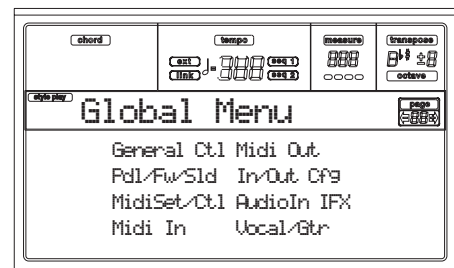 chord tempo measure transpose
ext seq 1
link seq 2
octave
style play page
Global Menu
General Ctl Midi Out
Pdl/Fw/Sld In/Out Cfg
MidiSet/Ctl AudioIn IFX
Midi In Vocal/Gtr